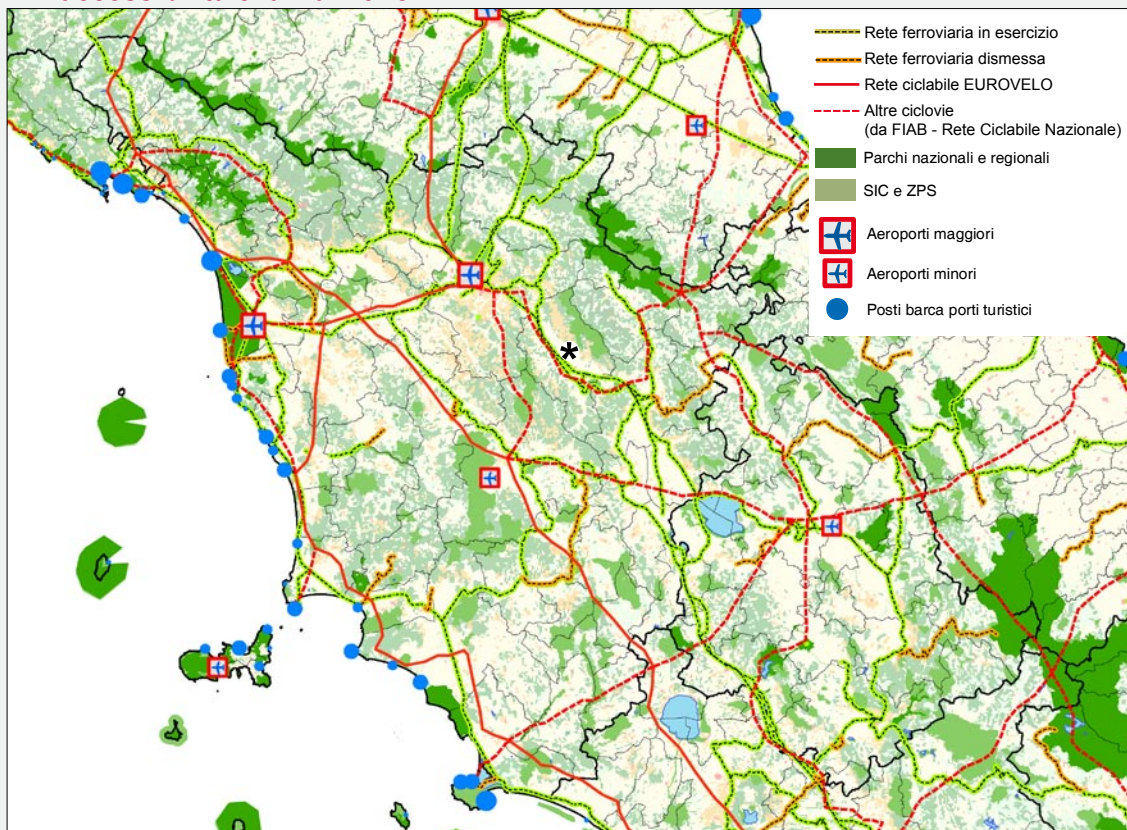 Rete ferroviaria in esercizio
Rete ferroviaria dismessa
Rete ciclabile EUROVELO
Altre ciclovie
(da FIAB - Rete Ciclabile Nazionale)
Parchi nazionali e regionali
SIC e ZPS
Aeroporti maggiori
Aeroporti minori
Posti barca porti turistici
*